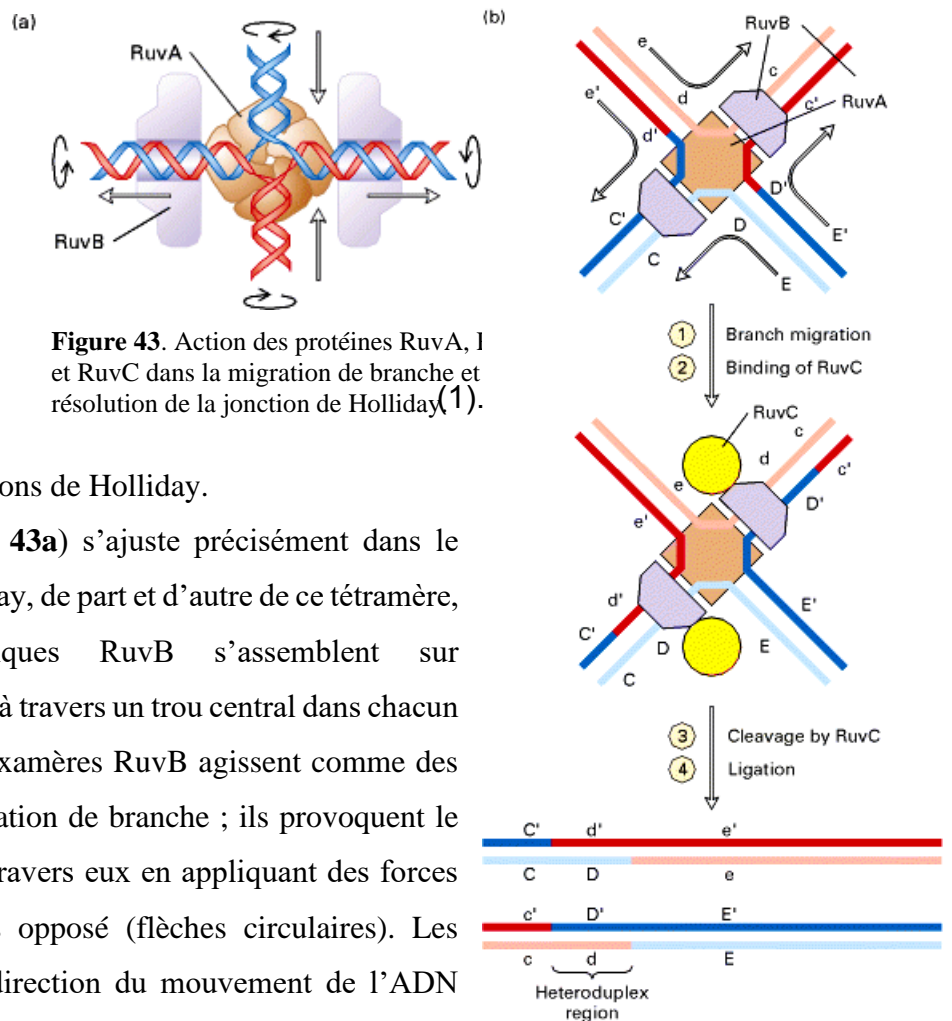 (a)
RuvA
RuvB
Figure 43. Action des protéines RuvA,
et RuvC dans la migration de branche et
résolution de la jonction de Holliday(1).
ons de Holliday.
43a) s’ajuste précisément dans le
ay, de part et d’autre de ce tétramère,
iques RuvB s’assemblent sur
à travers un trou central dans chacun
xamères RuvB agissent comme des
ation de branche ; ils provoquent le
ravers eux en appliquant des forces
opposé (flèches circulaires). Les
direction du mouvement de l’ADN
(b)
RuvB
e
c
d
e'
c'
RuvA
d'
D'
C'
D
E'
C
E
1 Branch migration
2 Binding of RuvC
RuvC
c
d
e
c'
D'
e'
E'
d'
C'
D
E
C
3 Cleavage by RuvC
4 Ligation
C' d' e'
C D e
c' D' E'
c d E
Heteroduplex
region